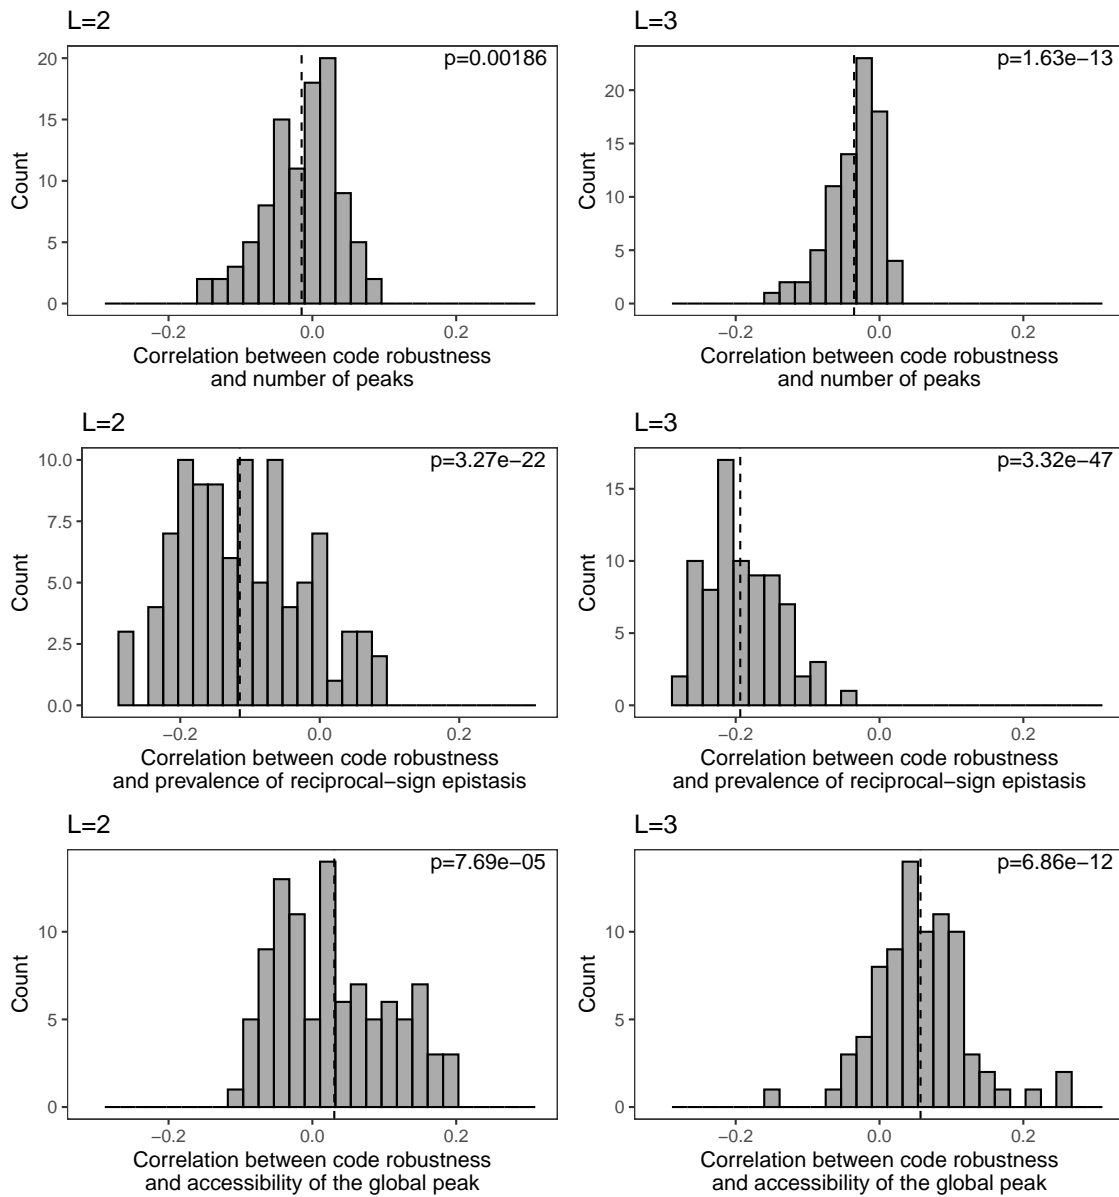 L=2
p=0.00186
20
15
10
5
0
Count
−0.2
0.0
0.2
Correlation between code robustness
and number of peaks
L=3
p=1.63e−13
20
15
10
5
0
Count
−0.2
0.0
0.2
Correlation between code robustness
and number of peaks
L=2
p=3.27e−22
10.0
7.5
5.0
2.5
0.0
Count
−0.2
0.0
0.2
Correlation between code robustness
and prevalence of reciprocal−sign epistasis
L=3
p=3.32e−47
15
10
5
0
Count
−0.2
0.0
0.2
Correlation between code robustness
and prevalence of reciprocal−sign epistasis
L=2
p=7.69e−05
10
5
0
Count
−0.2
0.0
0.2
Correlation between code robustness
and accessibility of the global peak
L=3
p=6.86e−12
10
5
0
Count
−0.2
0.0
0.2
Correlation between code robustness
and accessibility of the global peak